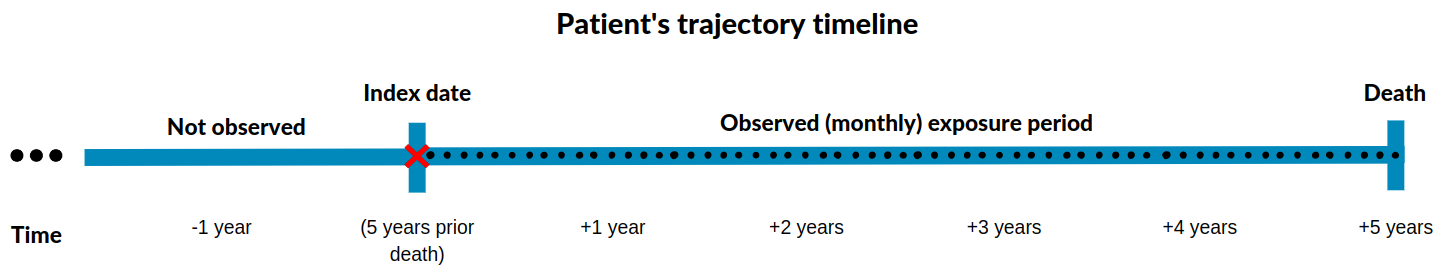 Patient's trajectory timeline
Index date
Death
Not observed
Observed (monthly) exposure period
Time
-1 year
(5 years prior
death)
+1 year
+2 years
+3 years
+4 years
+5 years